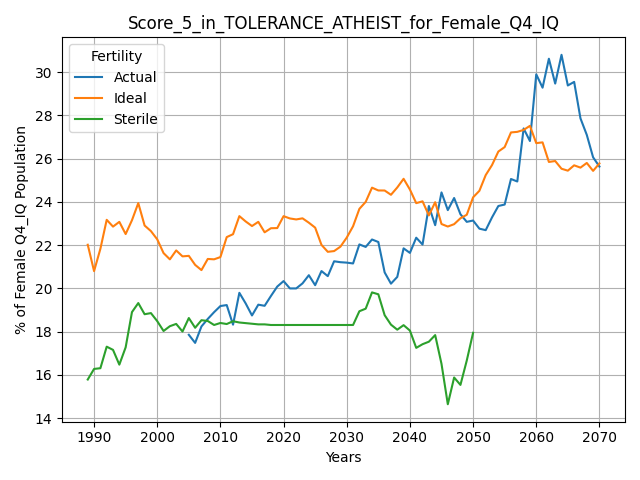 Score_5_in_TOLERANCE_ATHEIST_for_Female_Q4_IQ
Fertility
Actual
Ideal
Sterile
% of Female Q4_IQ Population
30
28
26
24
22
20
18
16
14
1990 2000 2010 2020 2030 2040 2050 2060 2070
Years